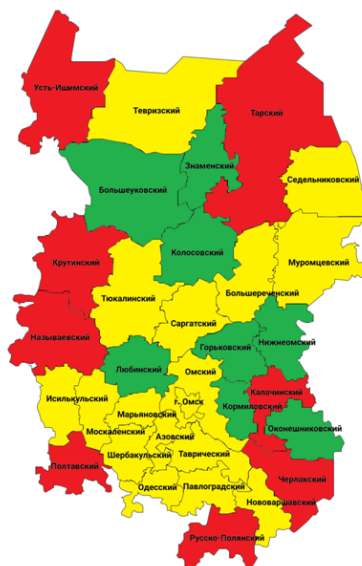 Усть-Ишимский
Тевризский
Тарский
Знаменский
Седельниковский
Большеуковский
Колосовский
Крутинский
Муромцевский
Тюкалинский
Большереченский
Саргатский
Называевский
Горьковский
Нижнеомский
Любинский
Омский
Калачинский
Исилькульский
г. Омск
Кормиловский
Марьяновский
Оконешниковский
Москаленский
Азовский
Шербакульский
Таврический
Полтавский
Черлакский
Одесский
Павлоградский
Нововаршавский
Русско-Полянский